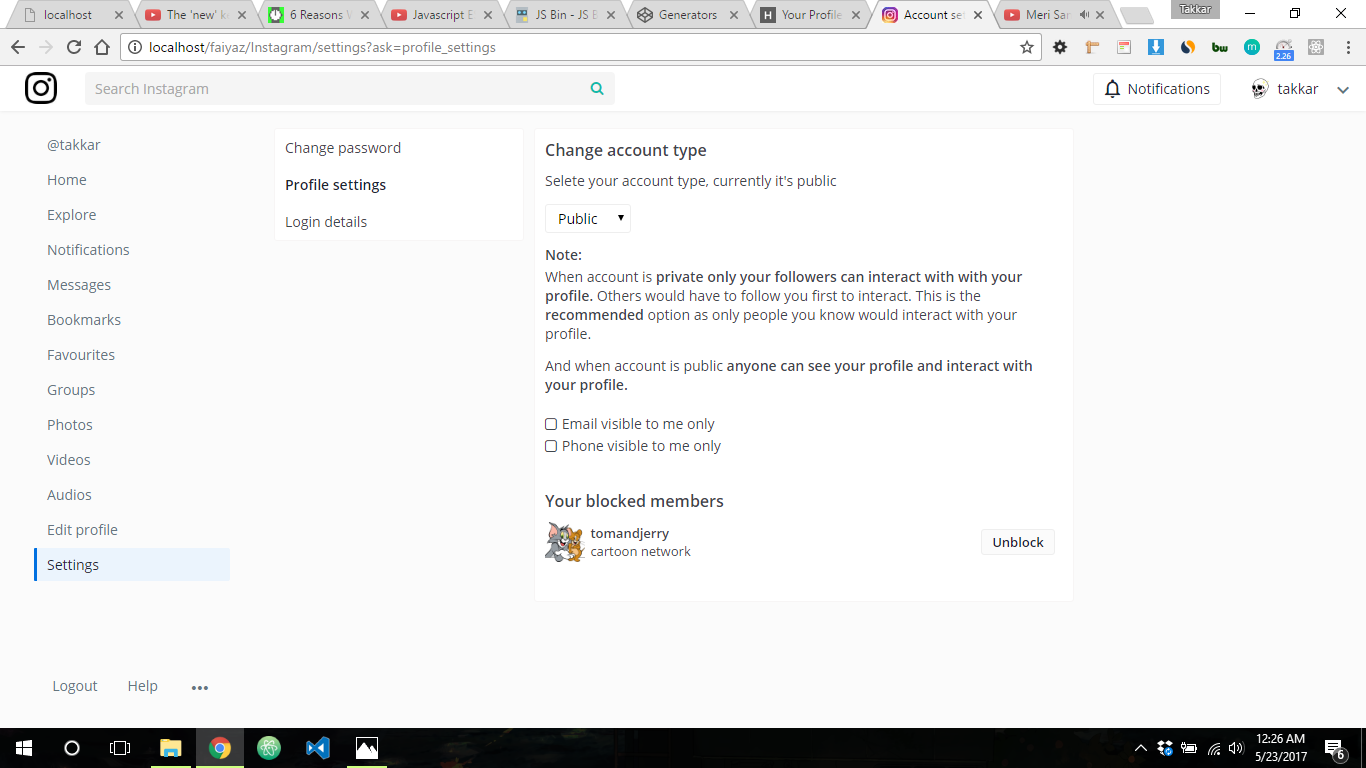 localhost
The 'new' k
6 Reasons
Javascript E
JS Bin - JS B
Generators
Your Profile
Account se
Meri Sar
Takkar
localhost/faiyaz/Instagram/settings?ask=profile_settings
bw
m
2.26
Search Instagram
Notifications
takkar
@takkar
Home
Explore
Notifications
Messages
Bookmarks
Favourites
Groups
Photos
Videos
Audios
Edit profile
Settings
Logout
Help
Change password
Profile settings
Login details
Change account type
Selete your account type, currently it's public
Public
Note:
When account is private only your followers can interact with with your
profile. Others would have to follow you first to interact. This is the
recommended option as only people you know would interact with your
profile.
And when account is public anyone can see your profile and interact with
your profile.
Email visible to me only
Phone visible to me only
Your blocked members
tomandjerry
cartoon network
Unblock
12:26 AM
5/23/2017
6